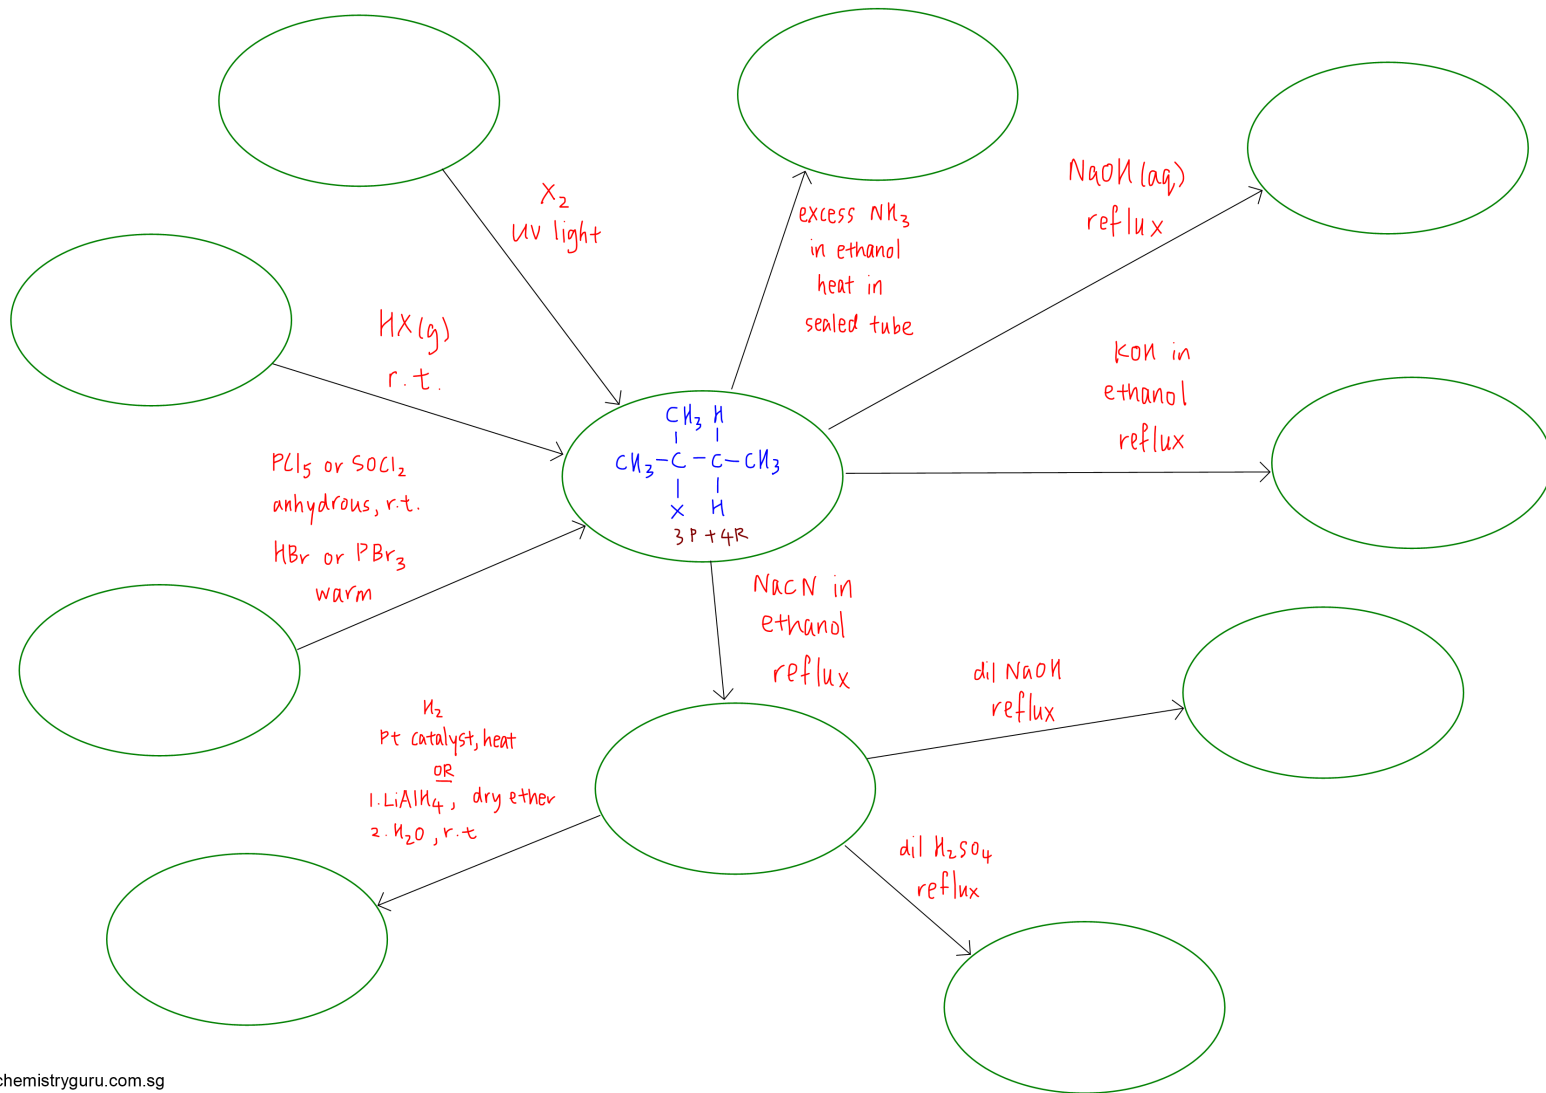 X₂
UV light
excess NH₃
in ethanol
heat in
sealed tube
NaOH(aq)
reflux
HX(g)
r.t.
KOH in
ethanol
reflux
CH₃ H
CH₃-C-C-CH₃
X H
3P+4R
PCl₅ or SOCl₂
anhydrous, r.t.
HBr or PBr₃
warm
NaCN in
ethanol
reflux
dil NaOH
reflux
H₂
Pt catalyst, heat
OR
1. LiAlH₄, dry ether
2. H₂O, r.t
dil H₂SO₄
reflux
chemistryguru.com.sg